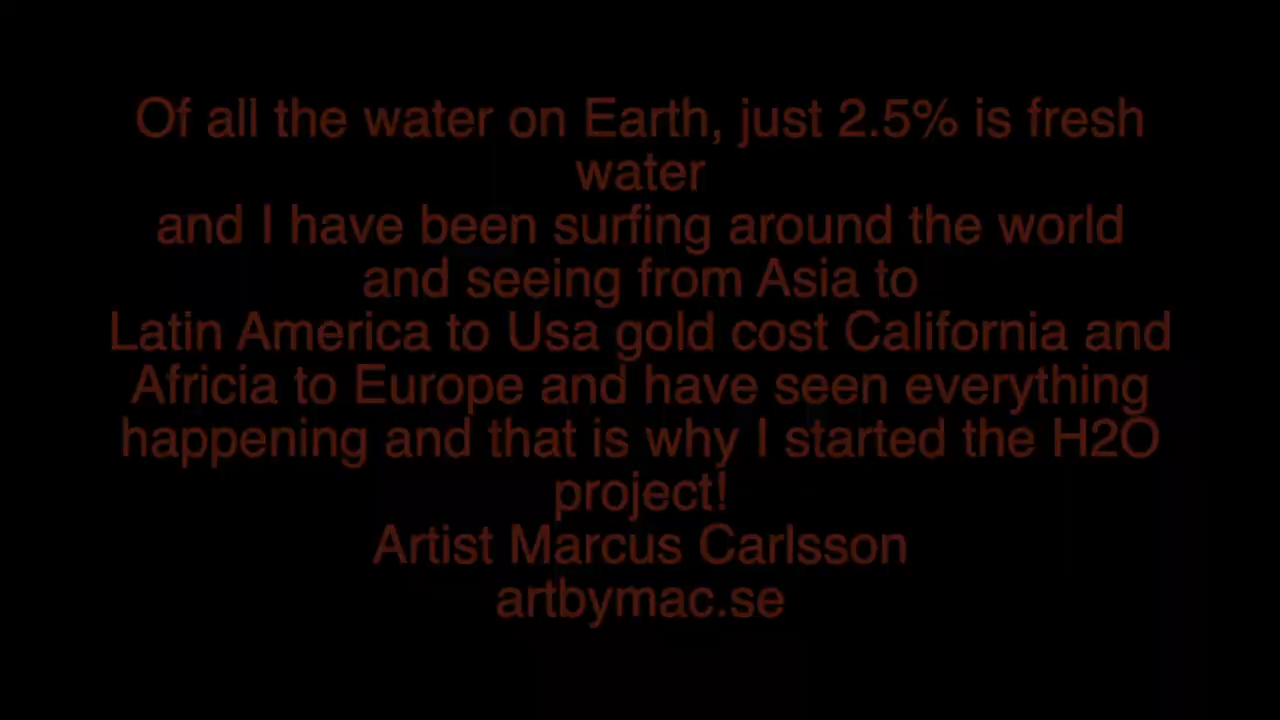 Of all the water on Earth, just 2.5% is fresh
water
and I have been surfing around the world
and seeing from Asia to
Latin America to Usa gold cost California and
Africia to Europe and have seen everything
happening and that is why I started the H2O
project!
Artist Marcus Carlsson
artbymac.se